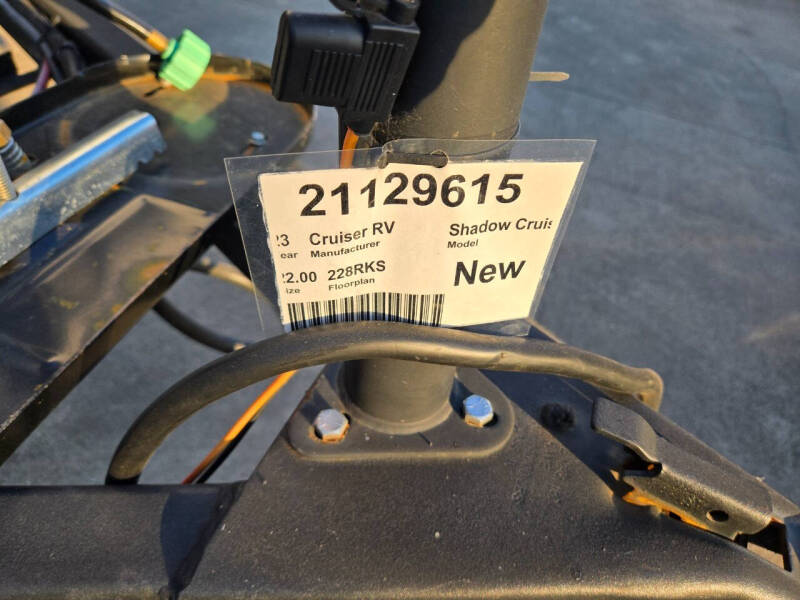 21129615
23 Cruiser RV Shadow Cruis
ear Manufacturer Model
22.00 228RKS New
ize Floorplan